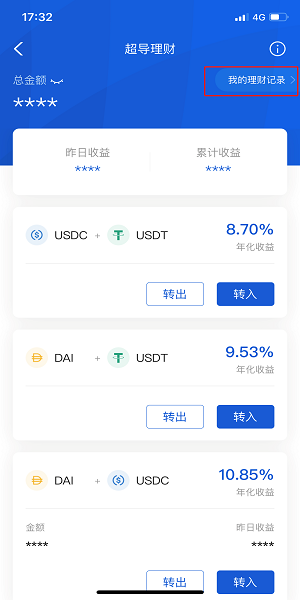 17:32
4G
超导理财
总金额
我的理财记录
****
昨日收益
累计收益
****
****
USDC + USDT
8.70%
年化收益
转出
转入
DAI + USDT
9.53%
年化收益
转出
转入
DAI + USDC
10.85%
年化收益
金额
昨日收益
****
****
转出
转入